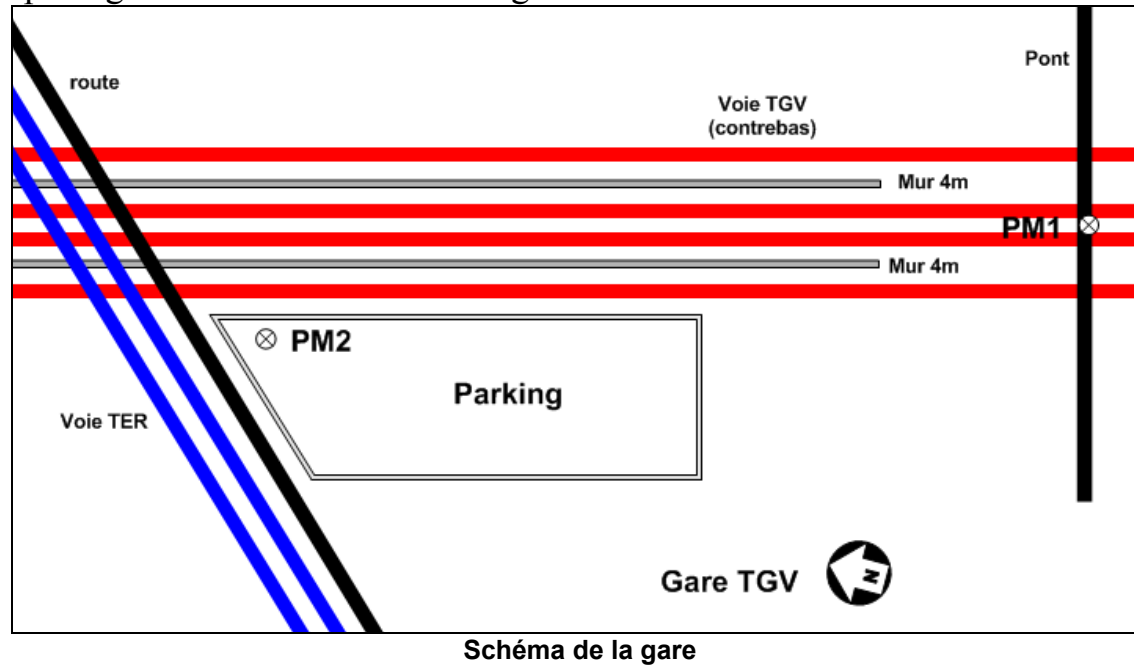 Pont
route
Voie TGV
(contrebas)
Mur 4m
PM1
Mur 4m
PM2
Parking
Voie TER
Gare TGV
N
Schéma de la gare